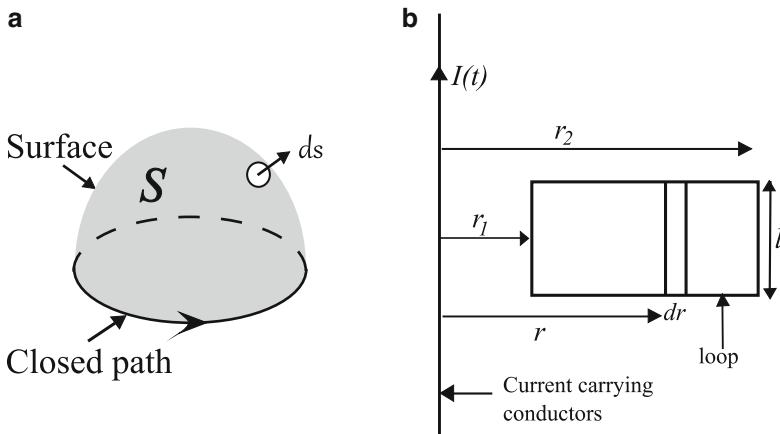 a
Surface
S
ds
Closed path
b
I(t)
r2
r1
l
dr
r
loop
Current carrying
conductors